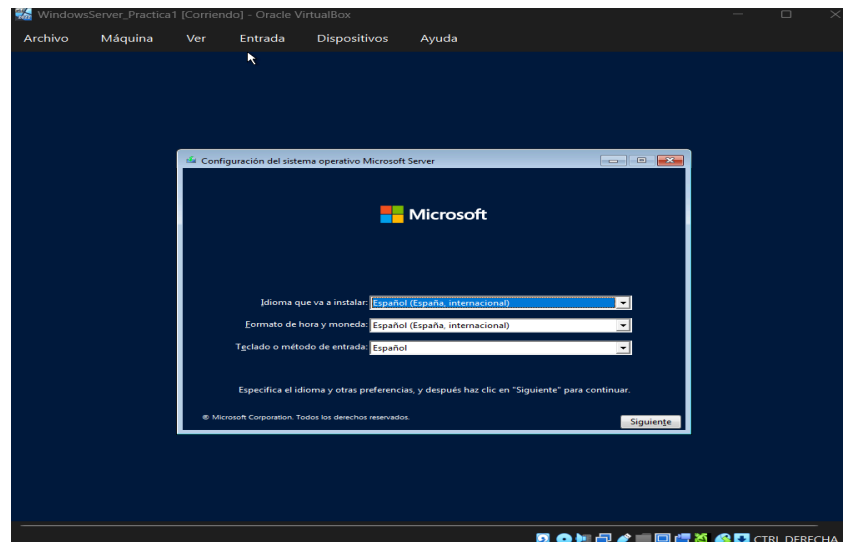 WindowsServer_Practica1 [Corriendo] - Oracle VirtualBox
Archivo Máquina Ver Entrada Dispositivos Ayuda
Configuración del sistema operativo Microsoft Server
Microsoft
Idioma que va a instalar: Español (España, internacional)
Formato de hora y moneda: Español (España, internacional)
Teclado o método de entrada: Español
Especifica el idioma y otras preferencias, y después haz clic en "Siguiente" para continuar.
© Microsoft Corporation. Todos los derechos reservados.
Siguiente
CTRL DERECHA